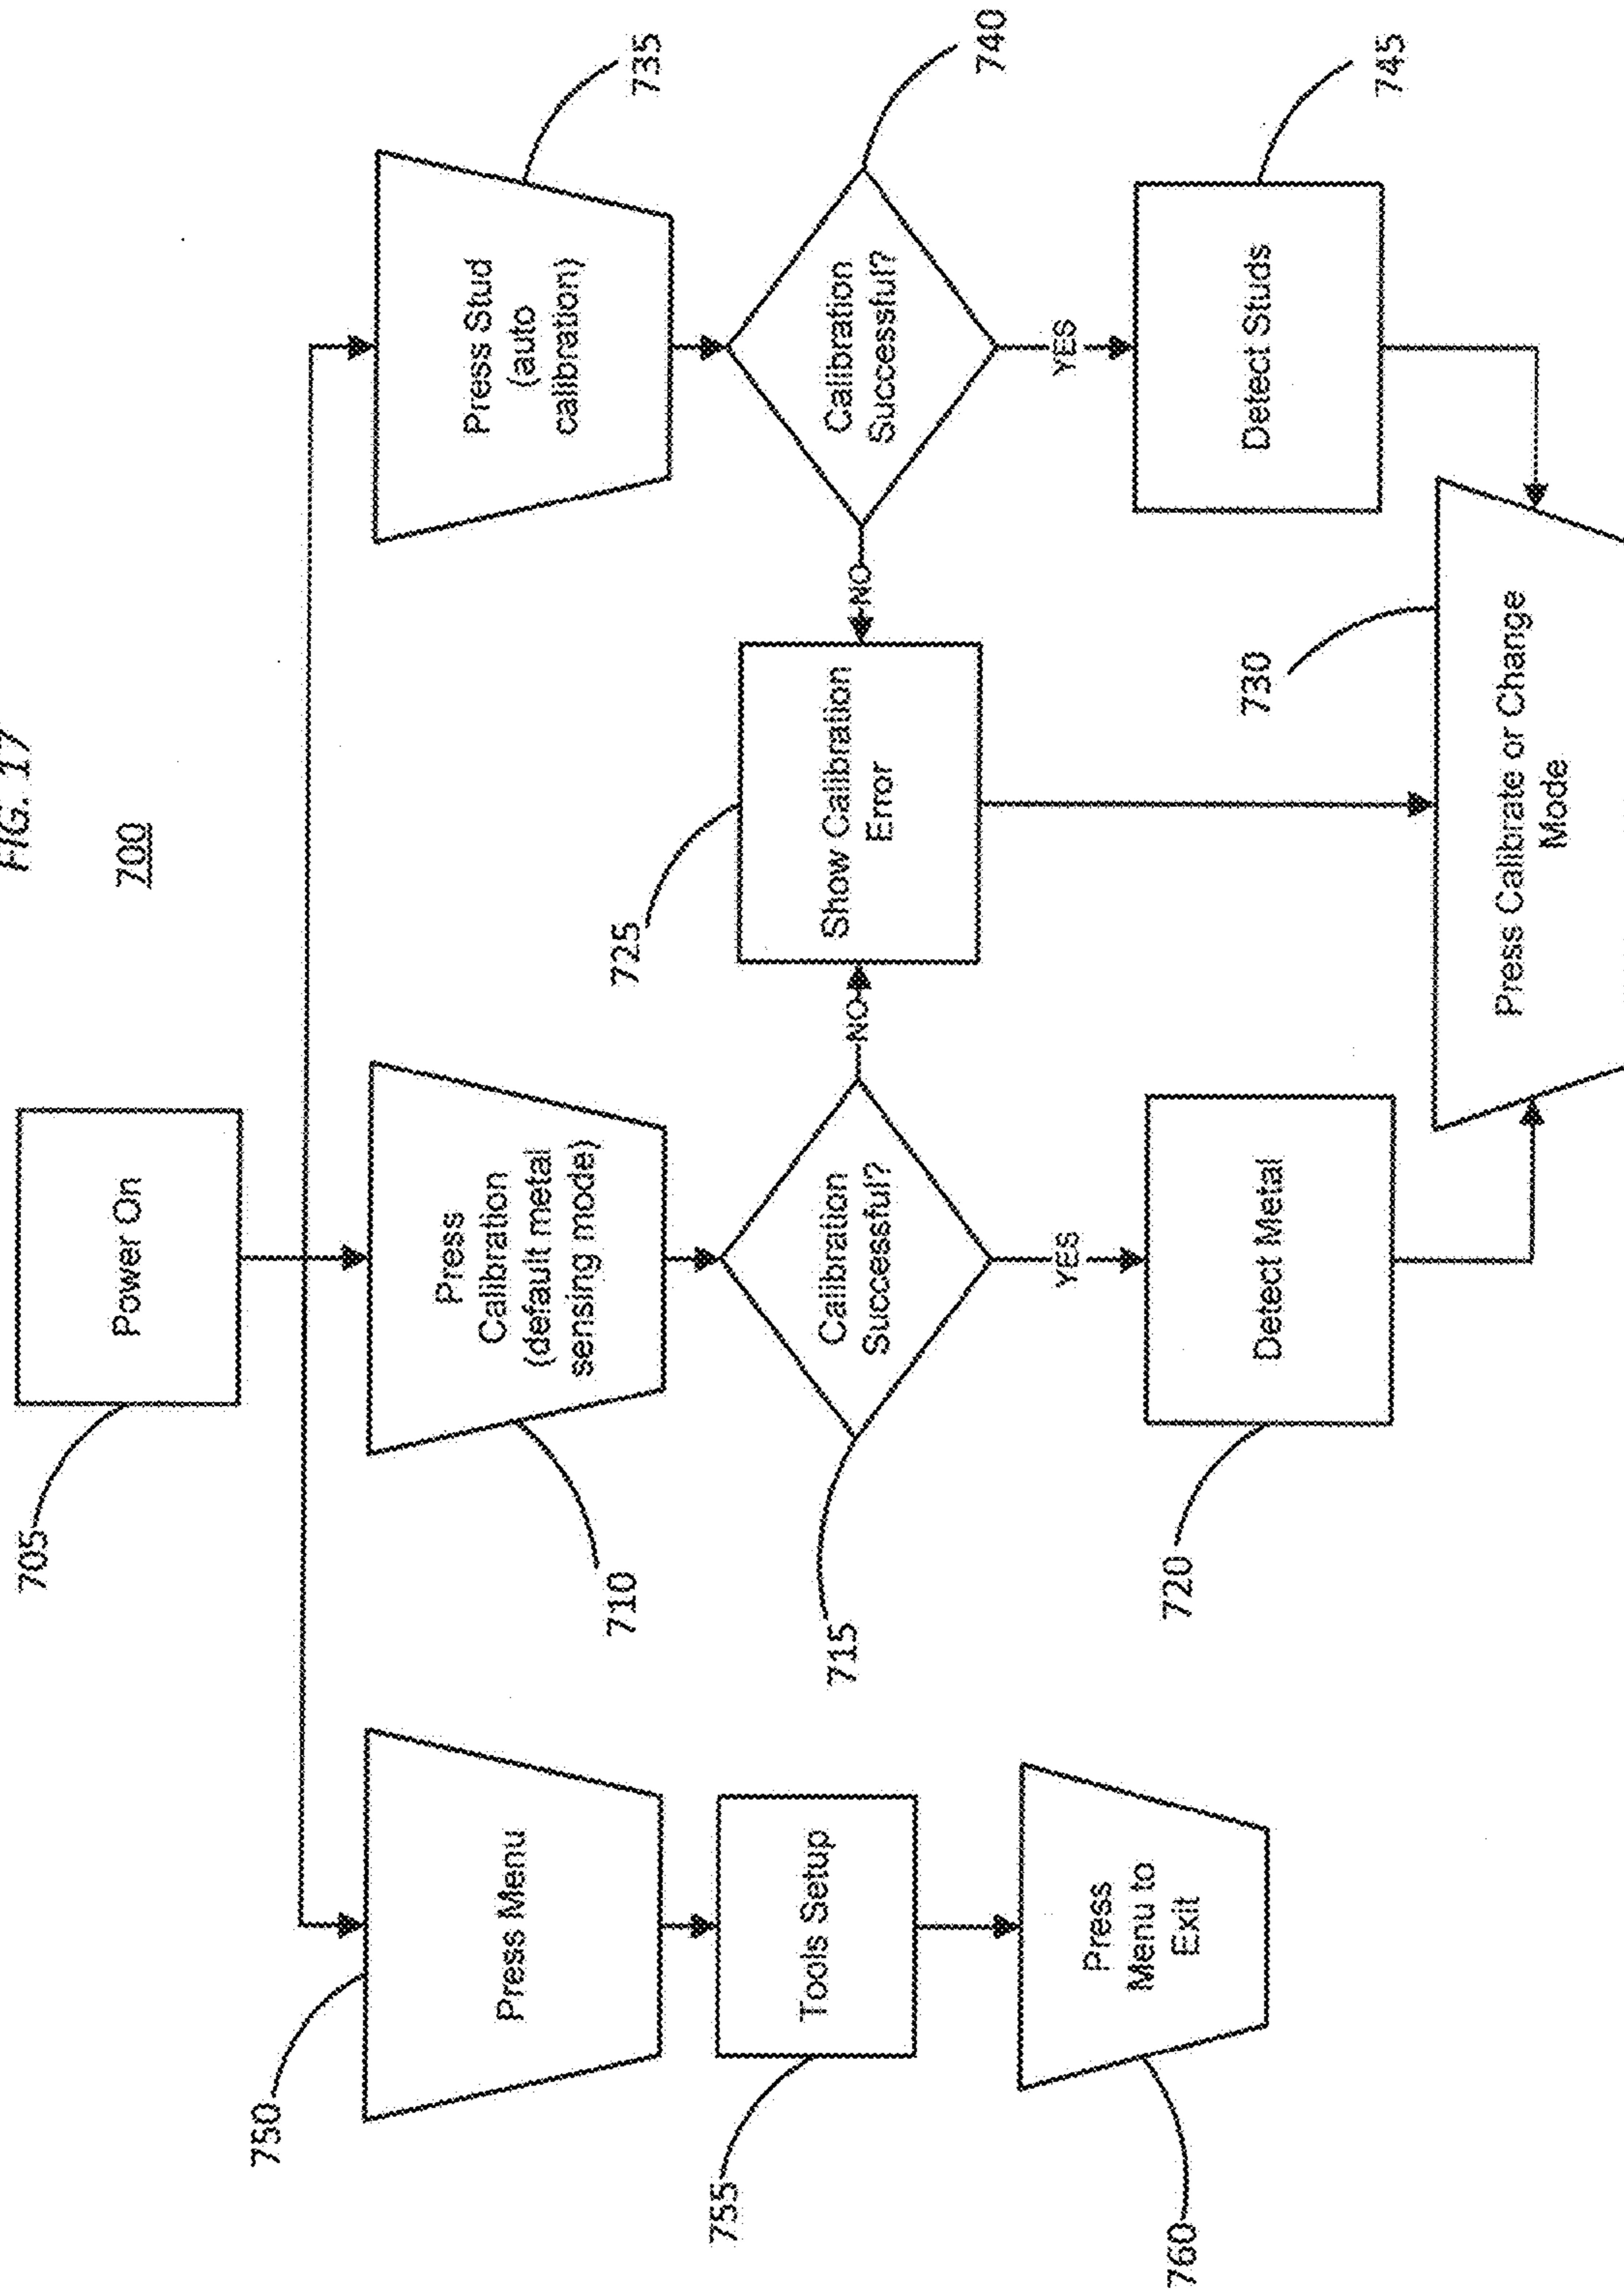 FIG. 17
700
705
Power On
750
Press Menu
710
Press
Calibration
(default metal
sensing mode)
735
Press Stud
(auto
calibration)
755
Tools Setup
715
Calibration
Successful?
NO
725
Show Calibration
Error
NO
740
Calibration
Successful?
760
Press
Menu to
Exit
YES
720
Detect Metal
YES
745
Detect Studs
730
Press Calibrate or Change
Mode